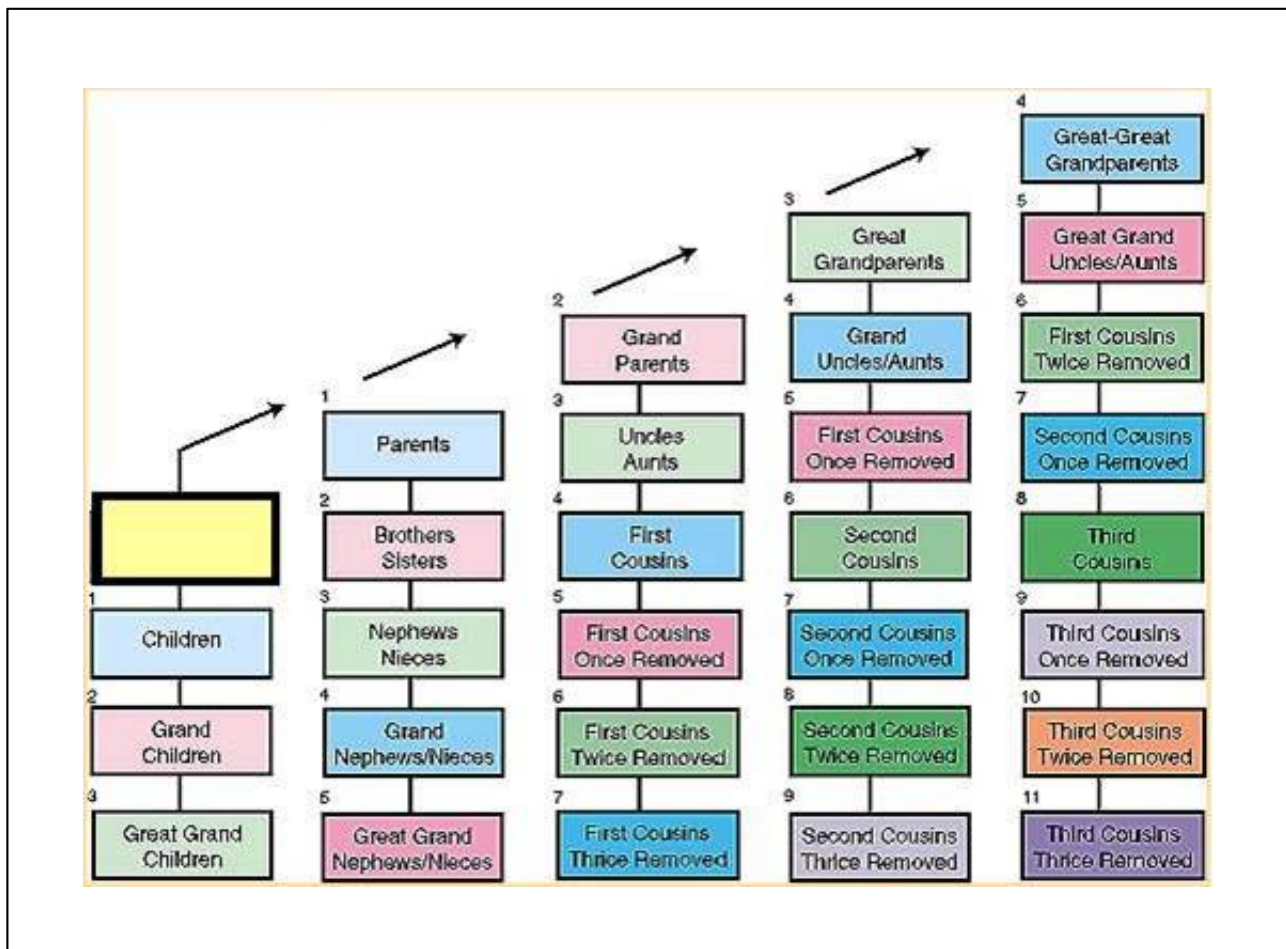 4
Great-Great
Grandparents
3
Great
Grandparents
5
Great Grand
Uncles/Aunts
2
Grand
Parents
4
Grand
Uncles/Aunts
6
First Cousins
Twice Removed
1
Parents
3
Uncles
Aunts
5
First Cousins
Once Removed
7
Second Cousins
Once Removed
2
Brothers
Sisters
4
First
Cousins
6
Second
Cousins
8
Third
Cousins
1
Children
3
Nephews
Nieces
5
First Cousins
Once Removed
7
Second Cousins
Once Removed
9
Third Cousins
Once Removed
2
Grand
Children
4
Grand
Nephews/Nieces
6
First Cousins
Twice Removed
8
Second Cousins
Twice Removed
10
Third Cousins
Twice Removed
3
Great Grand
Children
5
Great Grand
Nephews/Nieces
7
First Cousins
Thrice Removed
9
Second Cousins
Thrice Removed
11
Third Cousins
Thrice Removed